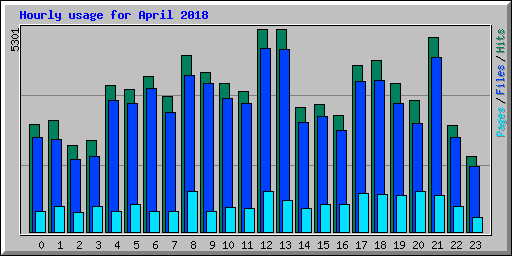 Hourly usage for April 2018
5301
Pages / Files / Hits
0 1 2 3 4 5 6 7 8 9 10 11 12 13 14 15 16 17 18 19 20 21 22 23